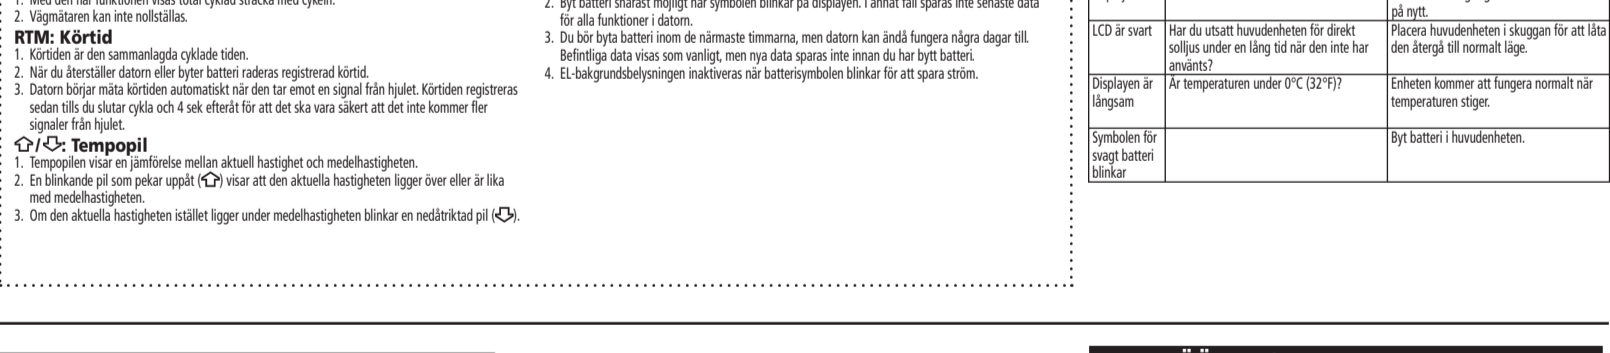 1. Med den här funktionen visas total cyklad sträcka med cykeln.
2. Vägmätaren kan inte nollställas.
RTM: Körtid
1. Körtiden är den sammanlagda cyklade tiden.
2. När du återställer datorn eller byter batteri raderas registrerad körtid.
3. Datorn börjar mäta körtiden automatiskt när den tar emot en signal från hjulet. Körtiden registreras
sedan tills du slutar cykla och 4 sek efteråt för att det ska vara säkert att det inte kommer fler
signaler från hjulet.
⇧/⇩: Tempopil
1. Tempopilen visar en jämförelse mellan aktuell hastighet och medelhastigheten.
2. En blinkande pil som pekar uppåt (⇧) visar att den aktuella hastigheten ligger över eller är lika
med medelhastigheten.
3. Om den aktuella hastigheten istället ligger under medelhastigheten blinkar en nedåtriktad pil (⇩).
2. Byt batteri snarast möjligt när symbolen blinkar på displayen. I annat fall sparas inte senaste data
för alla funktioner i datorn.
3. Du bör byta batteri inom de närmaste timmarna, men datorn kan ändå fungera några dagar till.
Befintliga data visas som vanligt, men nya data sparas inte innan du har bytt batteri.
4. EL-bakgrundsbelysningen inaktiveras när batterisymbolen blinkar för att spara ström.
på nytt.
LCD är svart
Har du utsatt huvudenheten för direkt
solljus under en lång tid när den inte har
använts?
Placera huvudenheten i skuggan för att låta
den återgå till normalt läge.
Displayen är
långsam
Är temperaturen under 0°C (32°F)?
Enheten kommer att fungera normalt när
temperaturen stiger.
Symbolen för
svagt batteri
blinkar
Byt batteri i huvudenheten.